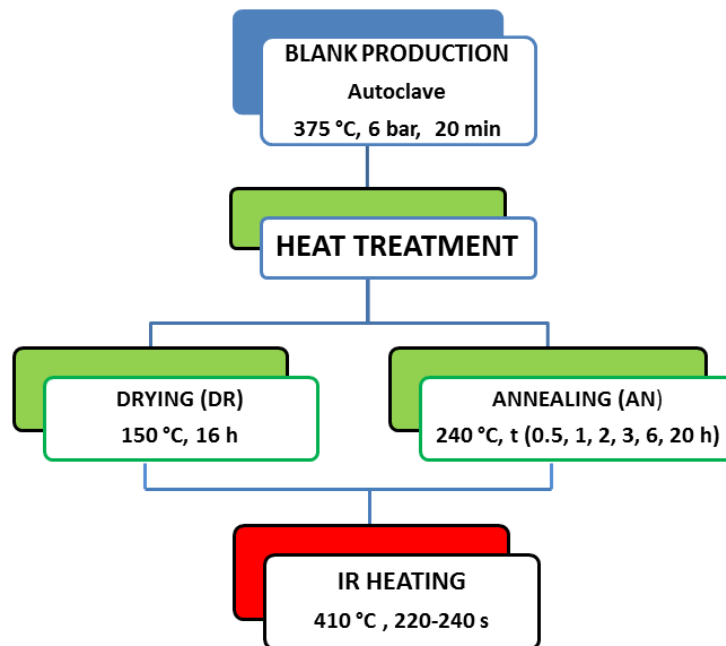 BLANK PRODUCTION
Autoclave
375 °C, 6 bar, 20 min
HEAT TREATMENT
DRYING (DR)
150 °C, 16 h
ANNEALING (AN)
240 °C, t (0.5, 1, 2, 3, 6, 20 h)
IR HEATING
410 °C , 220-240 s